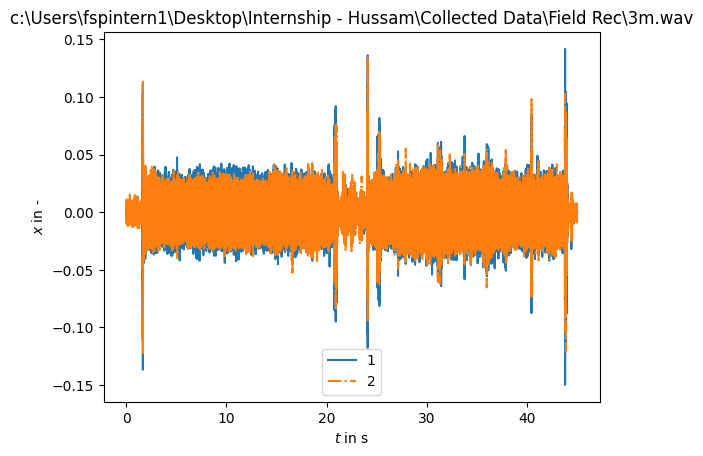 c:\Users\fspintern1\Desktop\Internship - Hussam\Collected Data\Field Rec\3m.wav
0.15
0.10
0.05
0.00
−0.05
−0.10
−0.15
x in -
1
2
0 10 20 30 40
t in s